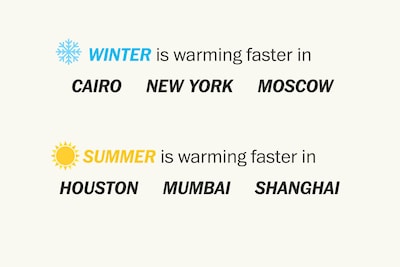 WINTER is warming faster in
CAIRO NEW YORK MOSCOW
SUMMER is warming faster in
HOUSTON MUMBAI SHANGHAI